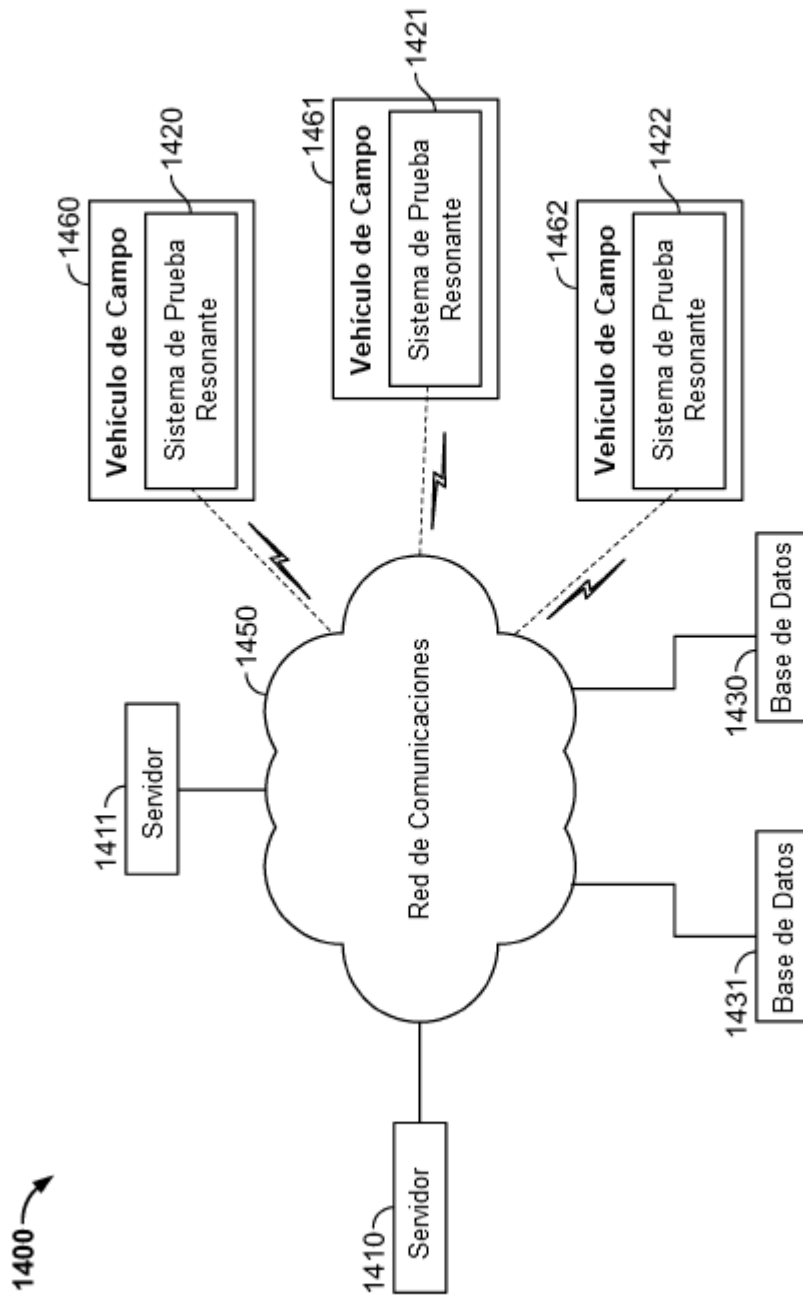 1400
1410
Servidor
1411
Servidor
1450
Red de Comunicaciones
1460
Vehículo de Campo
1420
Sistema de Prueba
Resonante
1461
Vehículo de Campo
1421
Sistema de Prueba
Resonante
1462
Vehículo de Campo
1422
Sistema de Prueba
Resonante
1431
Base de Datos
1430
Base de Datos